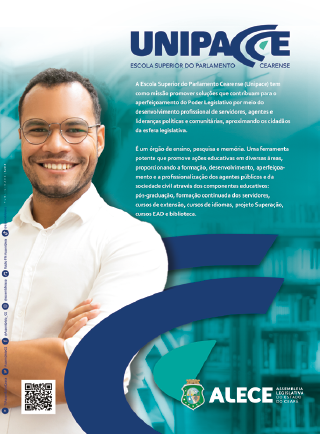 UNIPACE
ESCOLA SUPERIOR DO PARLAMENTO CEARENSE
A Escola Superior do Parlamento Cearense (Unipace) tem
como missão promover soluções que contribuam para o
aperfeiçoamento do Poder Legislativo por meio do
desenvolvimento profissional de servidores, agentes e
lideranças políticas e comunitárias, aproximando os cidadãos
da esfera legislativa.
É um órgão de ensino, pesquisa e memória. Uma ferramenta
potente que promove ações educativas em diversas áreas,
proporcionando a formação, desenvolvimento, aperfeiçoa-
mento e a profissionalização dos agentes públicos e da
sociedade civil através dos componentes educativos:
pós-graduação, formação continuada dos servidores,
cursos de extensão, cursos de idiomas, projeto Superação,
cursos EAD e biblioteca.
ALECE
ASSEMBLEIA
LEGISLATIVA
DO ESTADO
DO CEARÁ